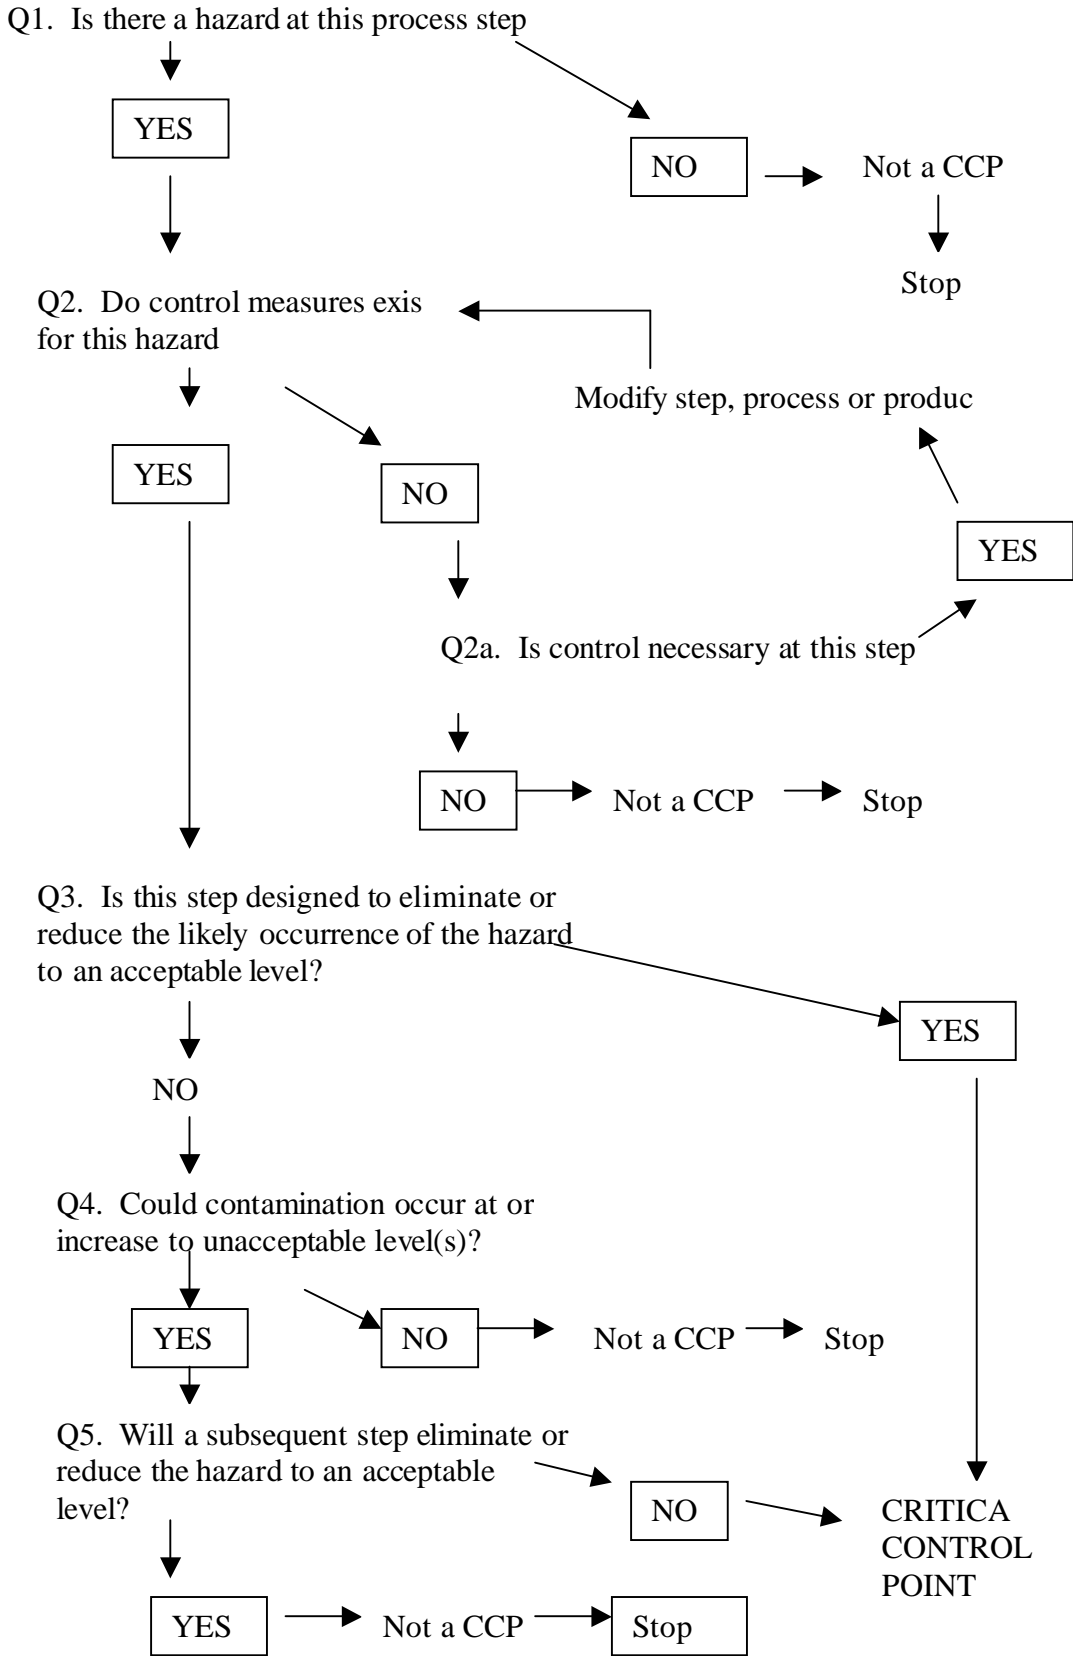 Q1. Is there a hazard at this process step
YES
NO
Not a CCP
Stop
Q2. Do control measures exis
for this hazard
Modify step, process or produc
YES
NO
YES
Q2a. Is control necessary at this step
NO
Not a CCP
Stop
Q3. Is this step designed to eliminate or
reduce the likely occurrence of the hazard
to an acceptable level?
YES
NO
Q4. Could contamination occur at or
increase to unacceptable level(s)?
YES
NO
Not a CCP
Stop
Q5. Will a subsequent step eliminate or
reduce the hazard to an acceptable
level?
NO
CRITICA
CONTROL
POINT
YES
Not a CCP
Stop